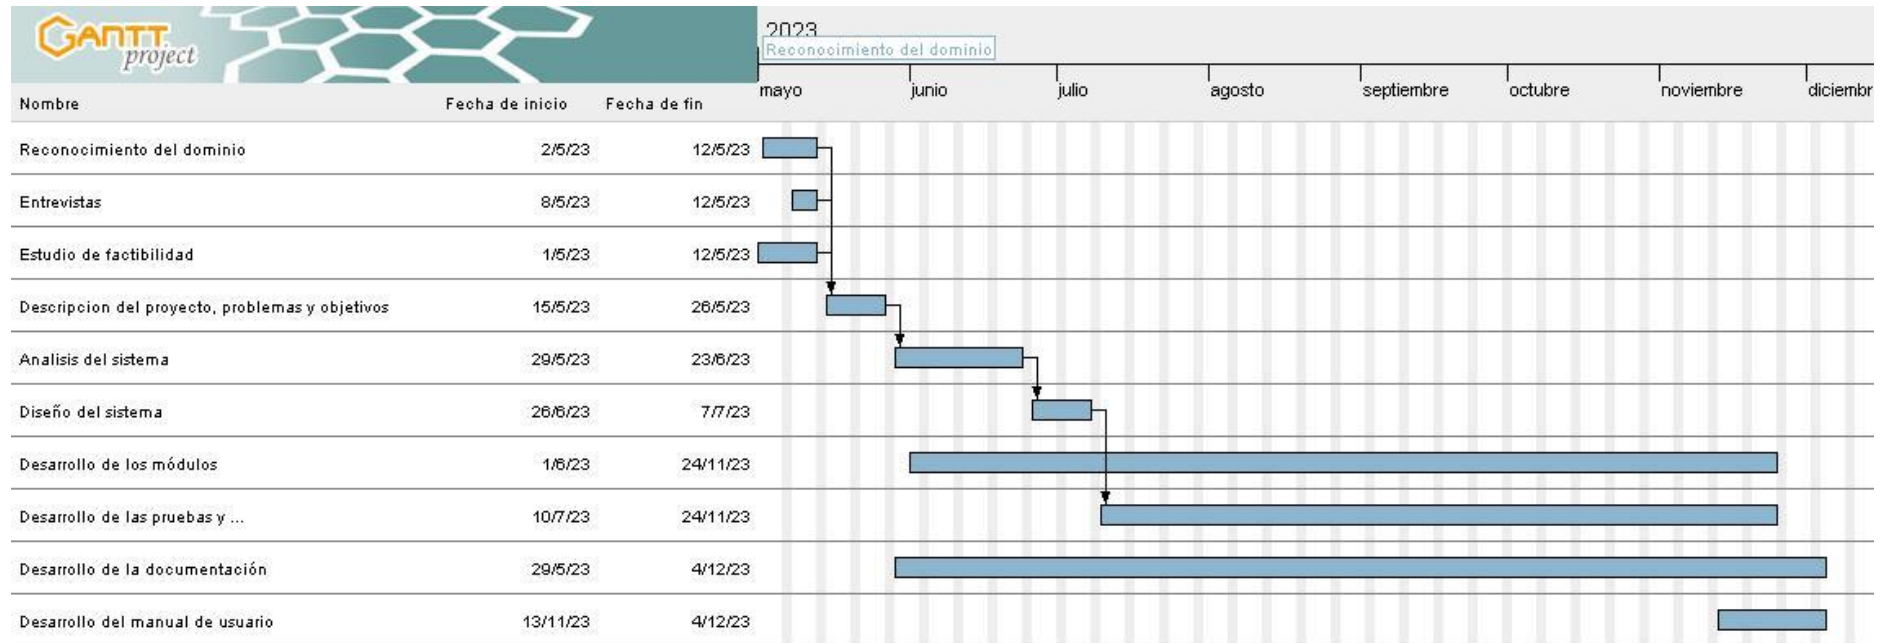 GANTT project
2023
Reconocimiento del dominio
Nombre Fecha de inicio Fecha de fin mayo junio julio agosto septiembre octubre noviembre diciembr
Reconocimiento del dominio 2/5/23 12/5/23
Entrevistas 8/5/23 12/5/23
Estudio de factibilidad 1/5/23 12/5/23
Descripcion del proyecto, problemas y objetivos 15/5/23 26/5/23
Analisis del sistema 29/5/23 23/6/23
Diseño del sistema 26/6/23 7/7/23
Desarrollo de los módulos 1/6/23 24/11/23
Desarrollo de las pruebas y ... 10/7/23 24/11/23
Desarrollo de la documentación 29/5/23 4/12/23
Desarrollo del manual de usuario 13/11/23 4/12/23